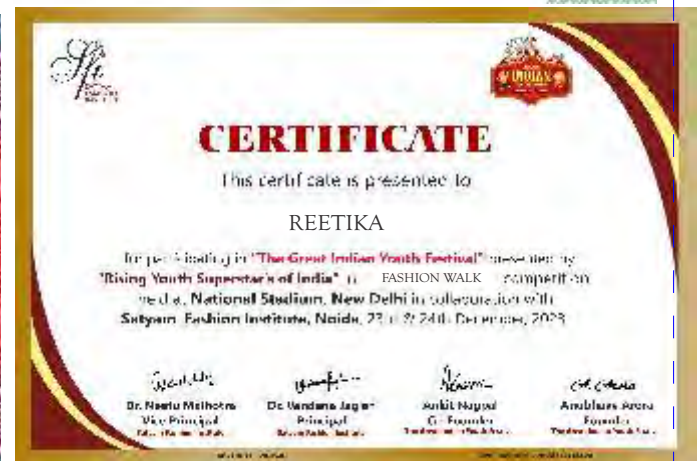 INDIAN
CERTIFICATE
This certificate is presented to
REETIKA
for participating in "The Great Indian Youth Festival" presented by
"Rising Youth Superstar's of India" in FASHION WALK competition
held at National Stadium, New Delhi in collaboration with
Satyam Fashion Institute, Noida, 23rd & 24th December, 2023
Dr. Neetu Malhotra Dr. Vandana Jaglan Ankit Nagpal Anubhav Arora
Vice Principal Principal Co-Founder Founder